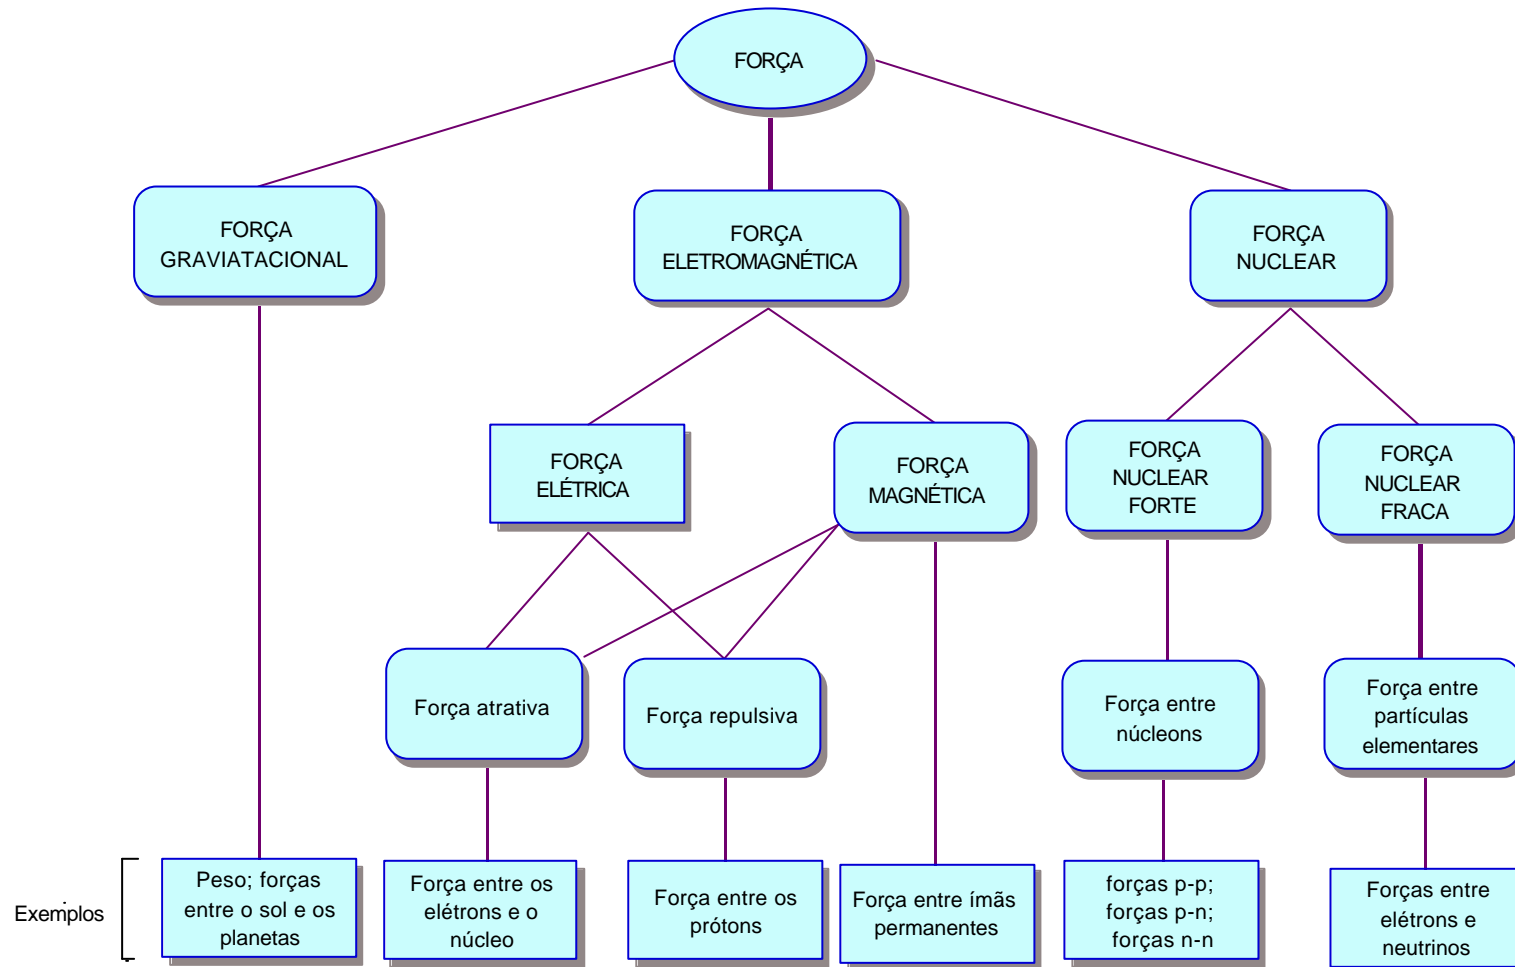 FORÇA
FORÇA
GRAVIATACIONAL
FORÇA
ELETROMAGNÉTICA
FORÇA
NUCLEAR
FORÇA
ELÉTRICA
FORÇA
MAGNÉTICA
FORÇA
NUCLEAR
FORTE
FORÇA
NUCLEAR
FRACA
Força atrativa
Força repulsiva
Força entre
núcleons
Força entre
partículas
elementares
Exemplos
Peso; forças
entre o sol e os
planetas
Força entre os
elétrons e o
núcleo
Força entre os
prótons
Força entre ímãs
permanentes
forças p-p;
forças p-n;
forças n-n
Forças entre
elétrons e
neutrinos